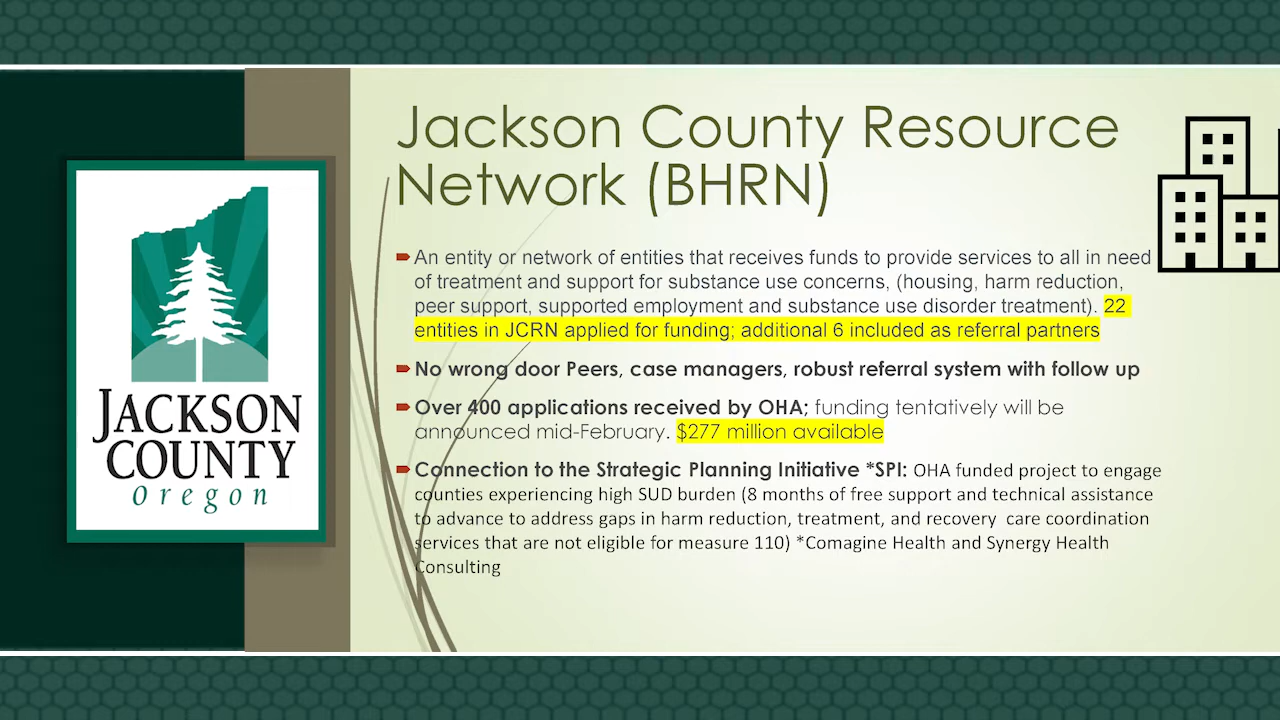 JACKSON
COUNTY
Oregon
Jackson County Resource
Network (BHRN)
An entity or network of entities that receives funds to provide services to all in need
of treatment and support for substance use concerns, (housing, harm reduction,
peer support, supported employment and substance use disorder treatment). 22
entities in JCRN applied for funding; additional 6 included as referral partners
No wrong door Peers, case managers, robust referral system with follow up
Over 400 applications received by OHA; funding tentatively will be
announced mid-February. $277 million available
Connection to the Strategic Planning Initiative *SPI: OHA funded project to engage
counties experiencing high SUD burden (8 months of free support and technical assistance
to advance to address gaps in harm reduction, treatment, and recovery care coordination
services that are not eligible for measure 110) *Comagine Health and Synergy Health
Consulting